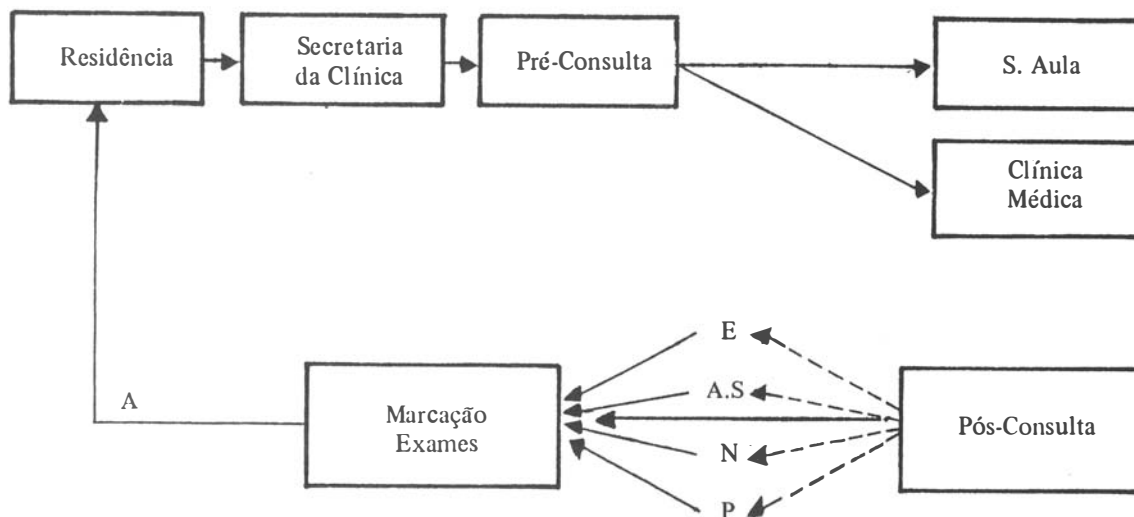 Residência
Secretaria
da Clínica
Pré-Consulta
S. Aula
Clínica
Médica
E
A.S
N
P
A
Marcação
Exames
Pós-Consulta